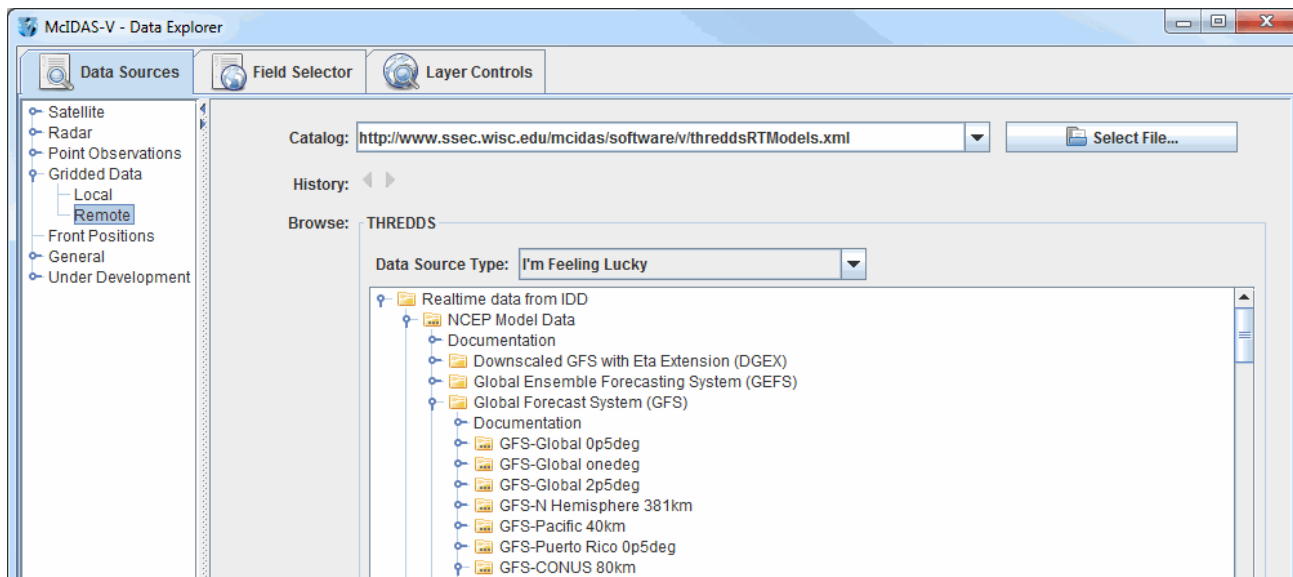 McIDAS-V - Data Explorer
Data Sources
Field Selector
Layer Controls
Satellite
Radar
Point Observations
Gridded Data
Local
Remote
Front Positions
General
Under Development
Catalog: http://www.ssec.wisc.edu/mcidas/software/v/threddsRTModels.xml Select File...
History:
Browse: THREDDS
Data Source Type: I'm Feeling Lucky
Realtime data from IDD
NCEP Model Data
Documentation
Downscaled GFS with Eta Extension (DGEX)
Global Ensemble Forecasting System (GEFS)
Global Forecast System (GFS)
Documentation
GFS-Global 0p5deg
GFS-Global onedeg
GFS-Global 2p5deg
GFS-N Hemisphere 381km
GFS-Pacific 40km
GFS-Puerto Rico 0p5deg
GFS-CONUS 80km